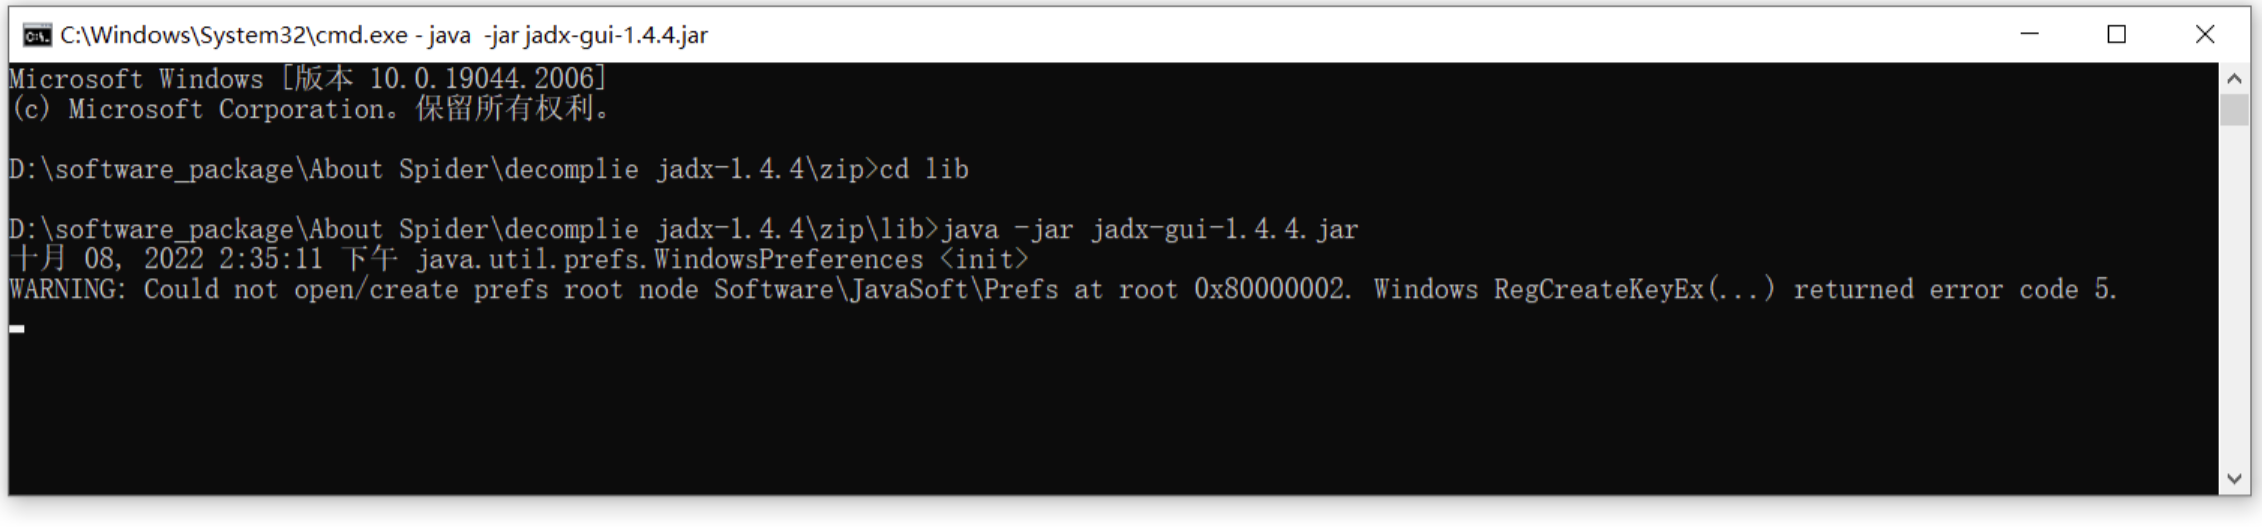 C:\Windows\System32\cmd.exe - java  -jar jadx-gui-1.4.4.jar
Microsoft Windows [版本 10.0.19044.2006]
(c) Microsoft Corporation。保留所有权利。
D:\software_package\About Spider\decomplie jadx-1.4.4\zip>cd lib
D:\software_package\About Spider\decomplie jadx-1.4.4\zip\lib>java -jar jadx-gui-1.4.4.jar
十月 08, 2022 2:35:11 下午 java.util.prefs.WindowsPreferences <init>
WARNING: Could not open/create prefs root node Software\JavaSoft\Prefs at root 0x80000002. Windows RegCreateKeyEx(...) returned error code 5.